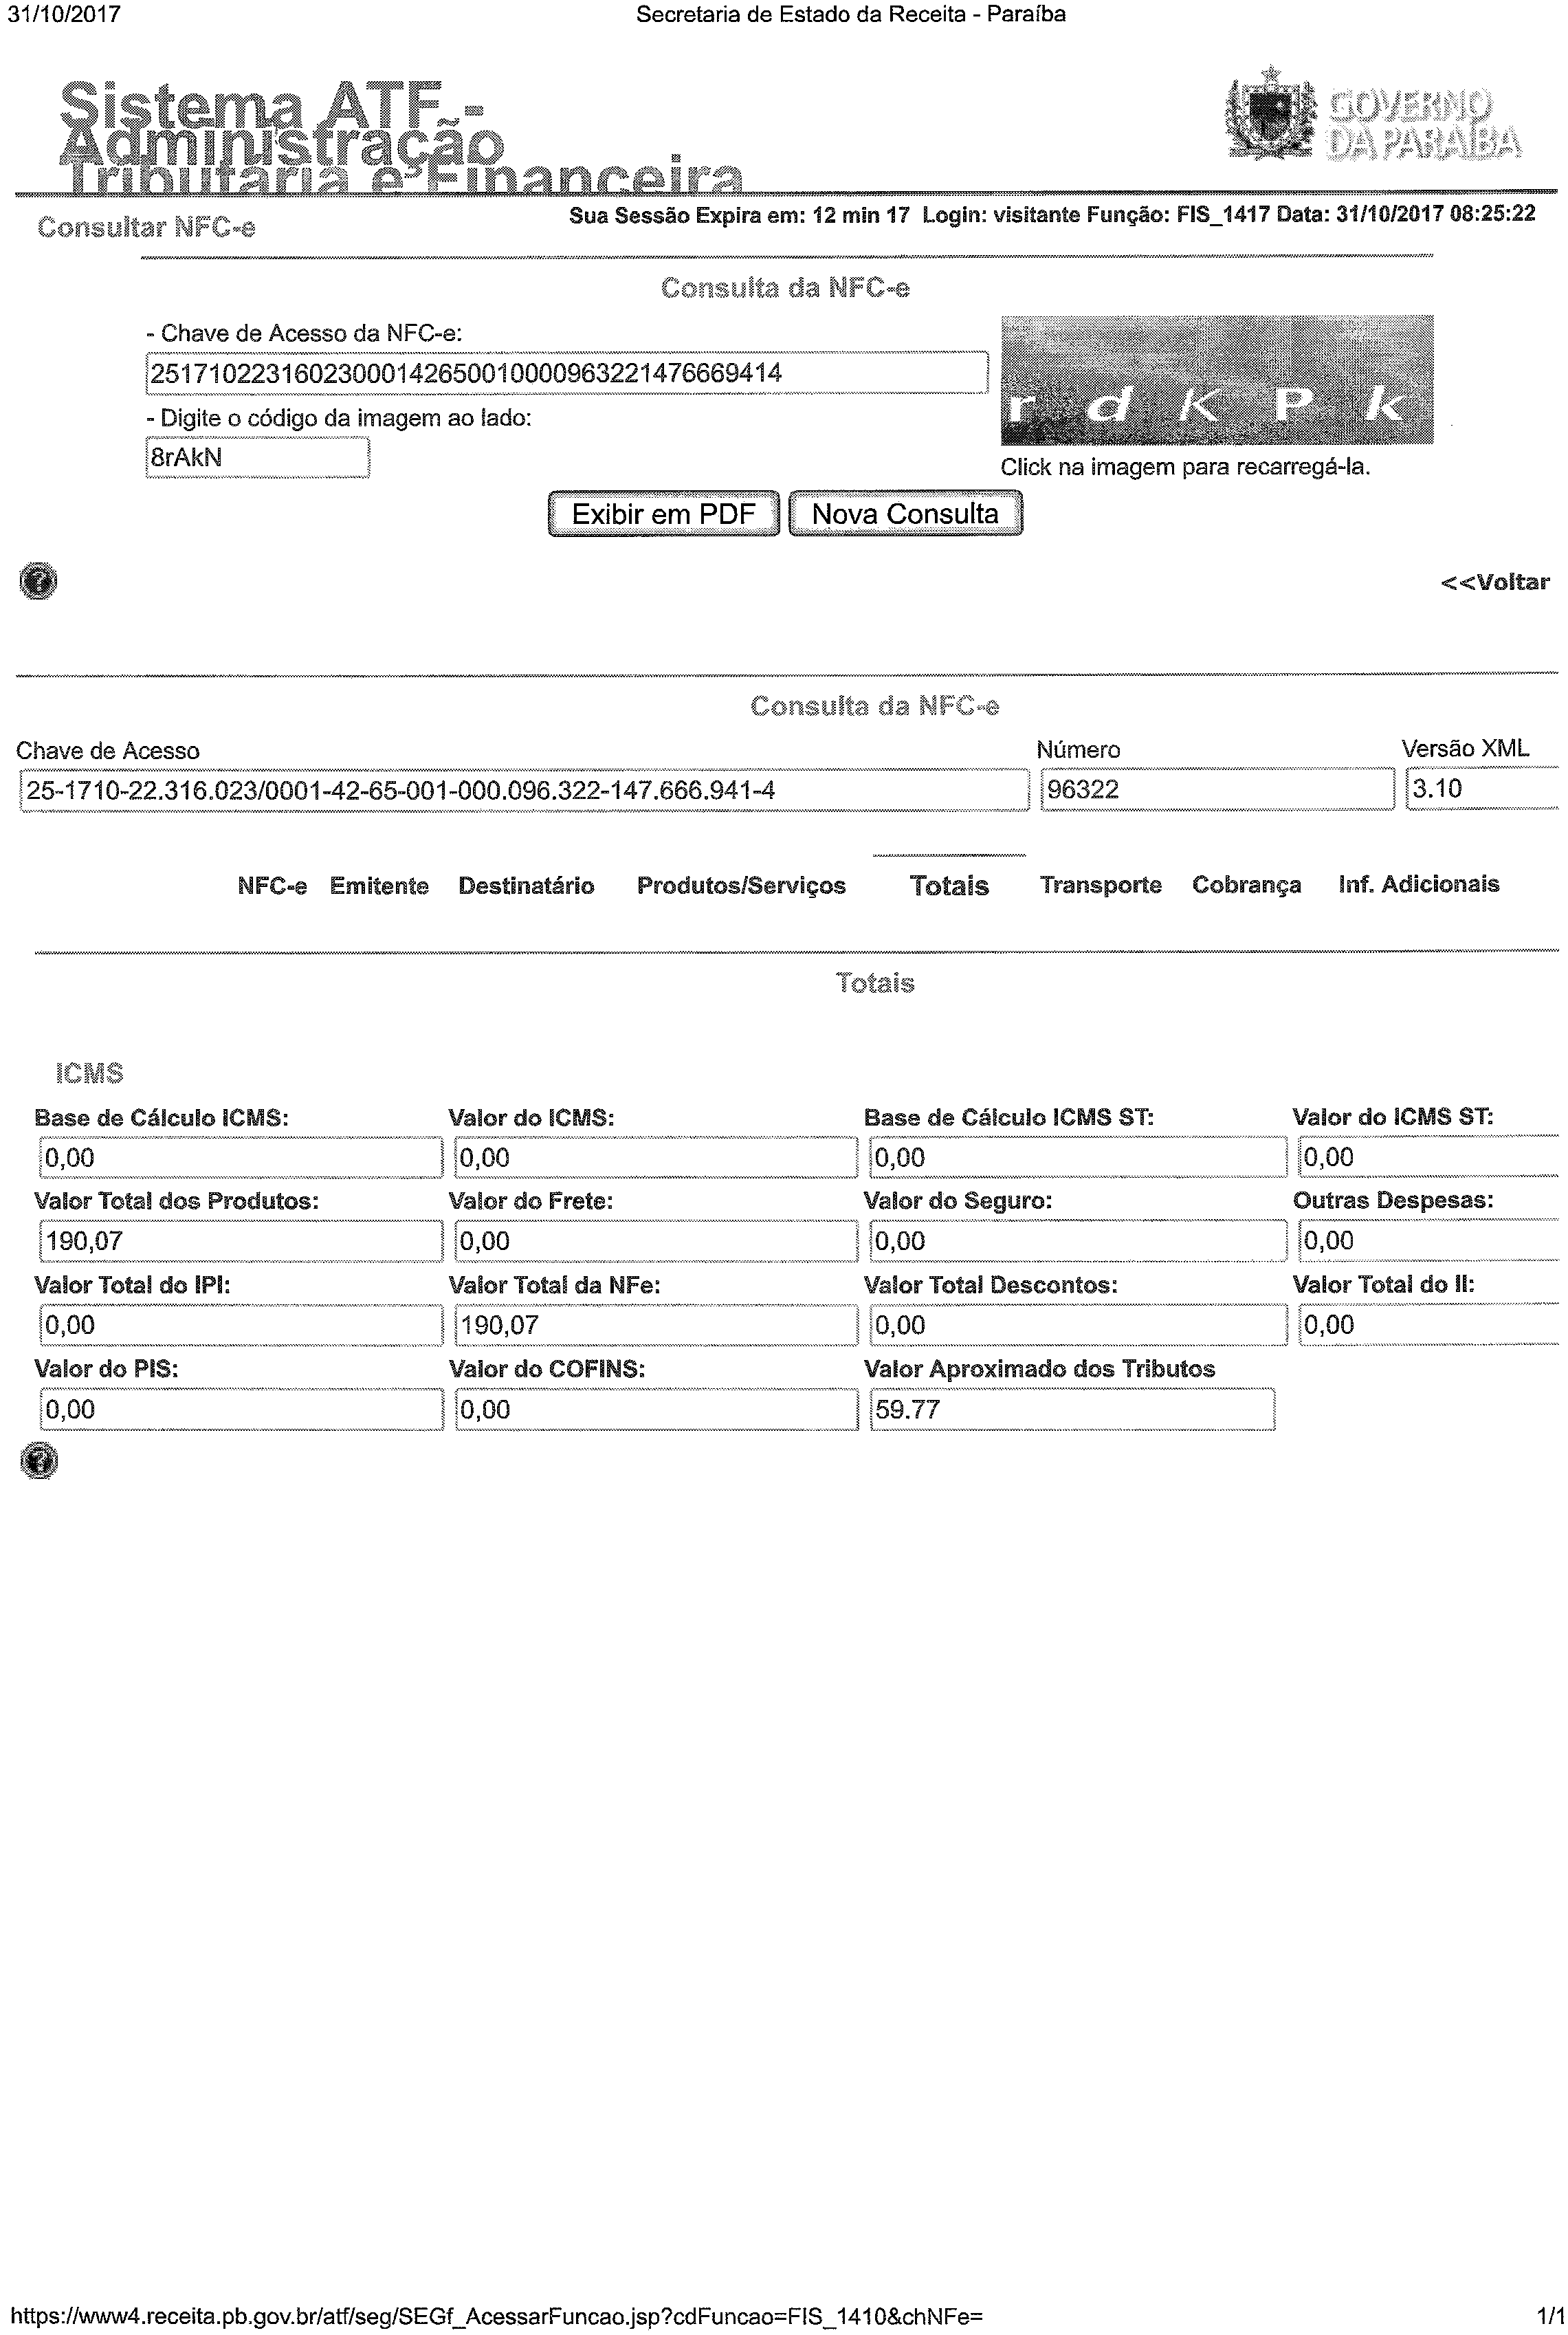 31/10/2017 Secretaria de Estado da Receita - Paraíba
Sistema ATF -
Administração
Tributária e Financeira
GOVERNO
DA PARAÍBA
Consultar NFC-e
Sua Sessão Expira em: 12 min 17 Login: visitante Função: FIS_1417 Data: 31/10/2017 08:25:22
Consulta da NFC-e
- Chave de Acesso da NFC-e:
25171022316023000142650010000963221476669414
- Digite o código da imagem ao lado:
8rAkN
r d K P k
Click na imagem para recarregá-la.
Exibir em PDF Nova Consulta
<<Voltar
Consulta da NFC-e
Chave de Acesso Número Versão XML
25-1710-22.316.023/0001-42-65-001-000.096.322-147.666.941-4 96322 3.10
NFC-e Emitente Destinatário Produtos/Serviços Totais Transporte Cobrança Inf. Adicionais
Totais
ICMS
Base de Cálculo ICMS: Valor do ICMS: Base de Cálculo ICMS ST: Valor do ICMS ST:
0,00 0,00 0,00 0,00
Valor Total dos Produtos: Valor do Frete: Valor do Seguro: Outras Despesas:
190,07 0,00 0,00 0,00
Valor Total do IPI: Valor Total da NFe: Valor Total Descontos: Valor Total do II:
0,00 190,07 0,00 0,00
Valor do PIS: Valor do COFINS: Valor Aproximado dos Tributos
0,00 0,00 59.77
https://www4.receita.pb.gov.br/atf/seg/SEGf_AcessarFuncao.jsp?cdFuncao=FIS_1410&chNFe= 1/1